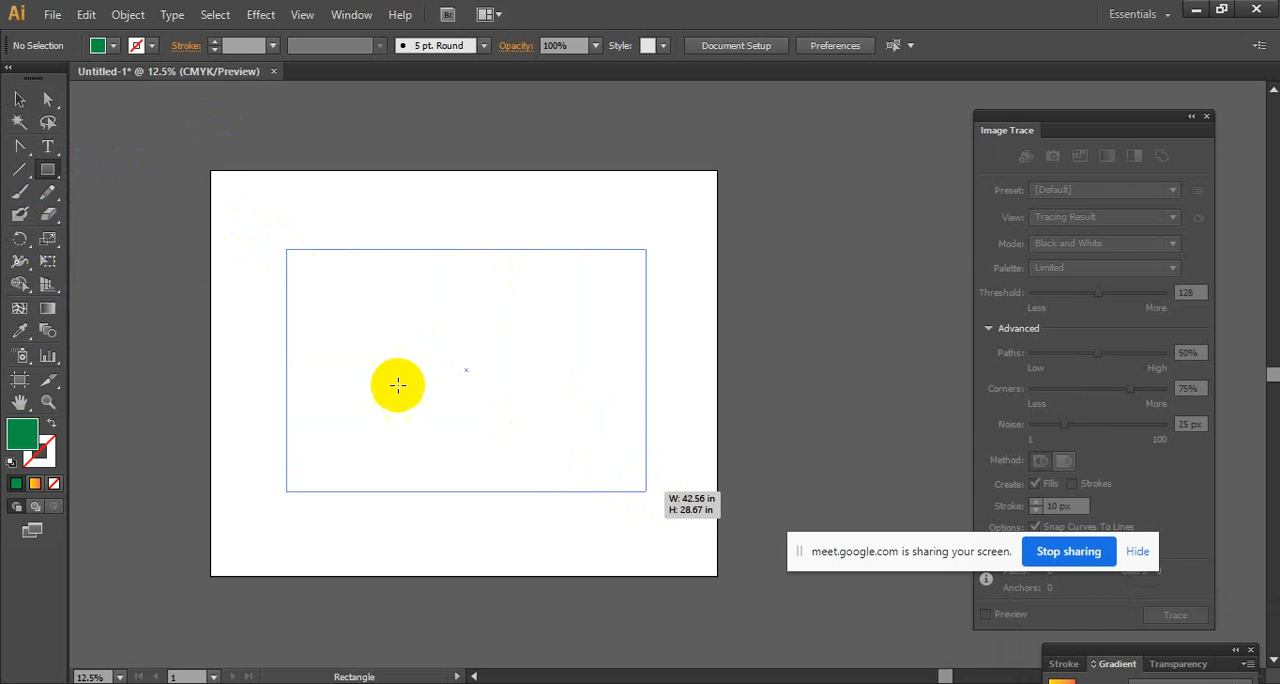 Ai File Edit Object Type Select Effect View Window Help Br Essentials
No Selection Stroke: 5 pt. Round Opacity: 100% Style: Document Setup Preferences
Untitled-1* @ 12.5% (CMYK/Preview)
Image Trace
Preset: [Default]
View: Tracing Result
Mode: Black and White
Palette: Limited
Threshold: 128
Less More
Advanced
Paths: 50%
Low High
Corners: 75%
Less More
Noise: 25 px
1 100
Method:
Create: Fills Strokes
Stroke: 10 px
Options: Snap Curves To Lines
W: 42.56 in
H: 28.67 in
meet.google.com is sharing your screen. Stop sharing Hide
Anchors: 0
Preview Trace
Stroke Gradient Transparency
12.5% 1 Rectangle